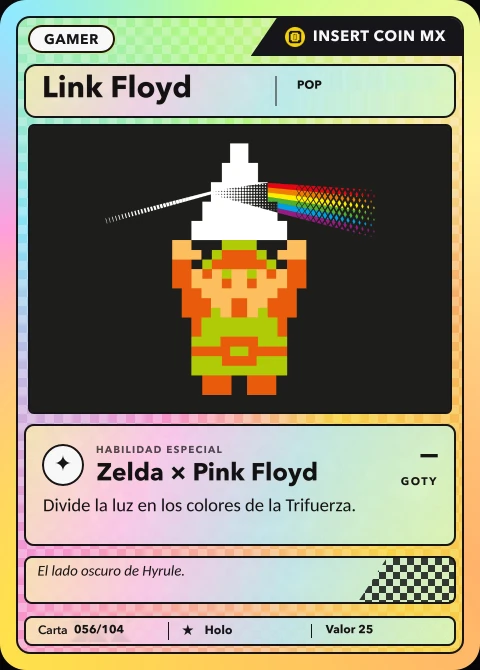 GAMER
INSERT COIN MX
Link Floyd
POP
HABILIDAD ESPECIAL
Zelda × Pink Floyd
—
GOTY
Divide la luz en los colores de la Trifuerza.
El lado oscuro de Hyrule.
Carta 056/104
★ Holo
Valor 25